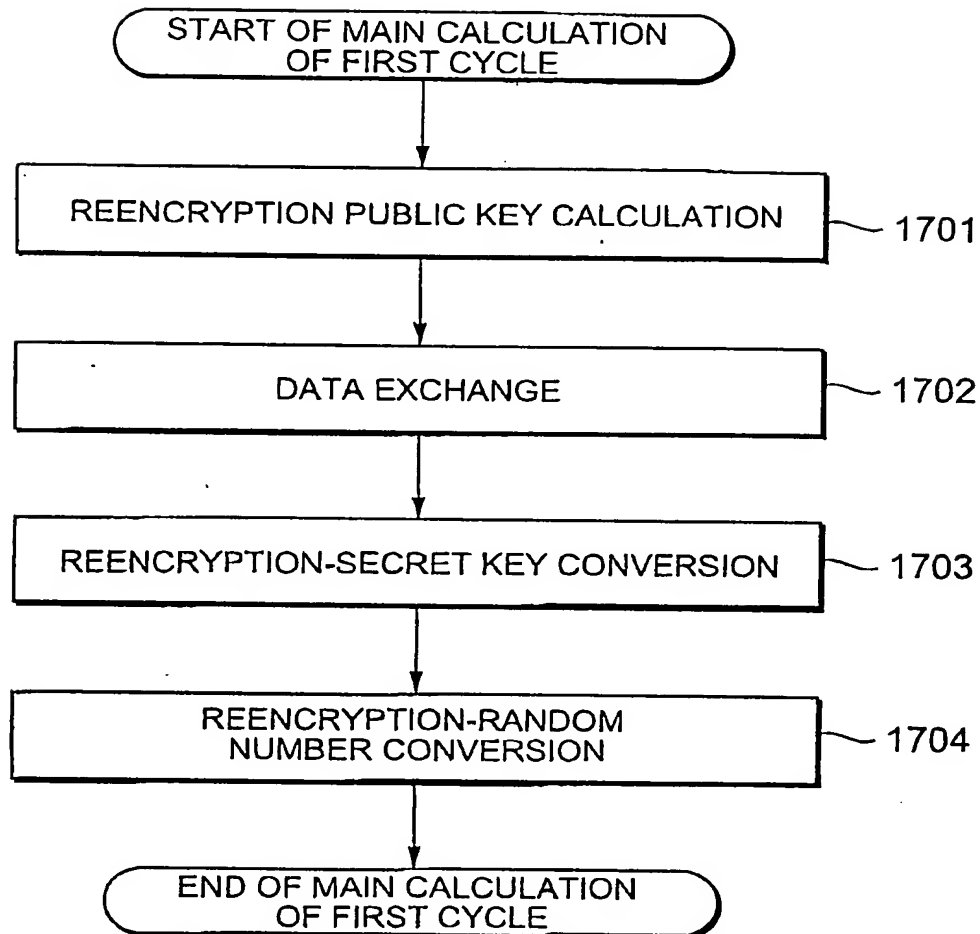 START OF MAIN CALCULATION
OF FIRST CYCLE
REENCRYPTION PUBLIC KEY CALCULATION
1701
DATA EXCHANGE
1702
REENCRYPTION-SECRET KEY CONVERSION
1703
REENCRYPTION-RANDOM
NUMBER CONVERSION
1704
END OF MAIN CALCULATION
OF FIRST CYCLE